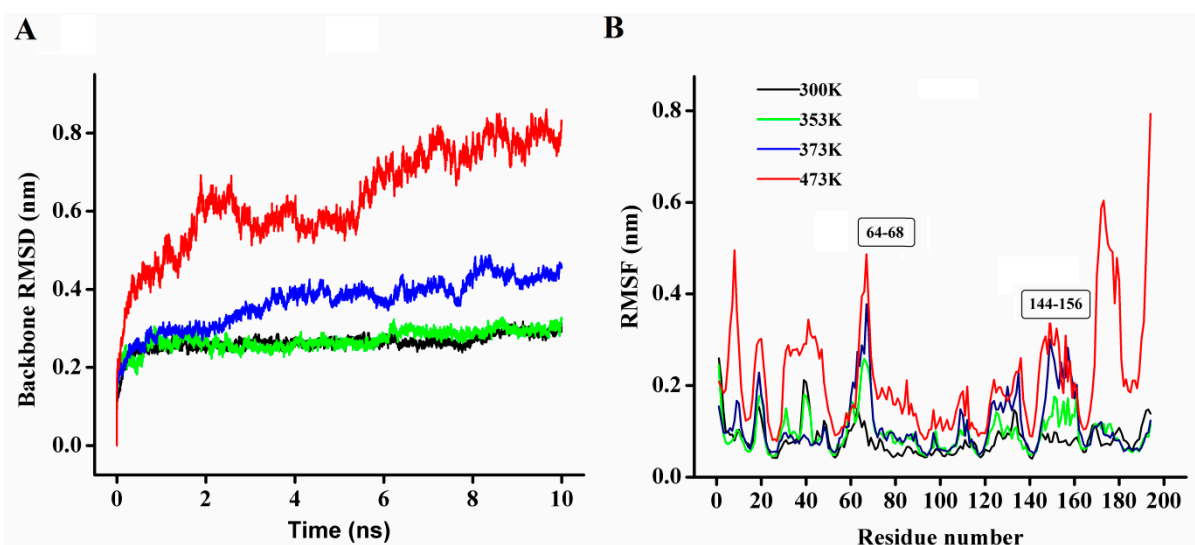 A
Backbone RMSD (nm)
0.8
0.6
0.4
0.2
0.0
0 2 4 6 8 10
Time (ns)
B
RMSF (nm)
0.8
0.6
0.4
0.2
0.0
300K
353K
373K
473K
64-68
144-156
0 20 40 60 80 100 120 140 160 180 200
Residue number